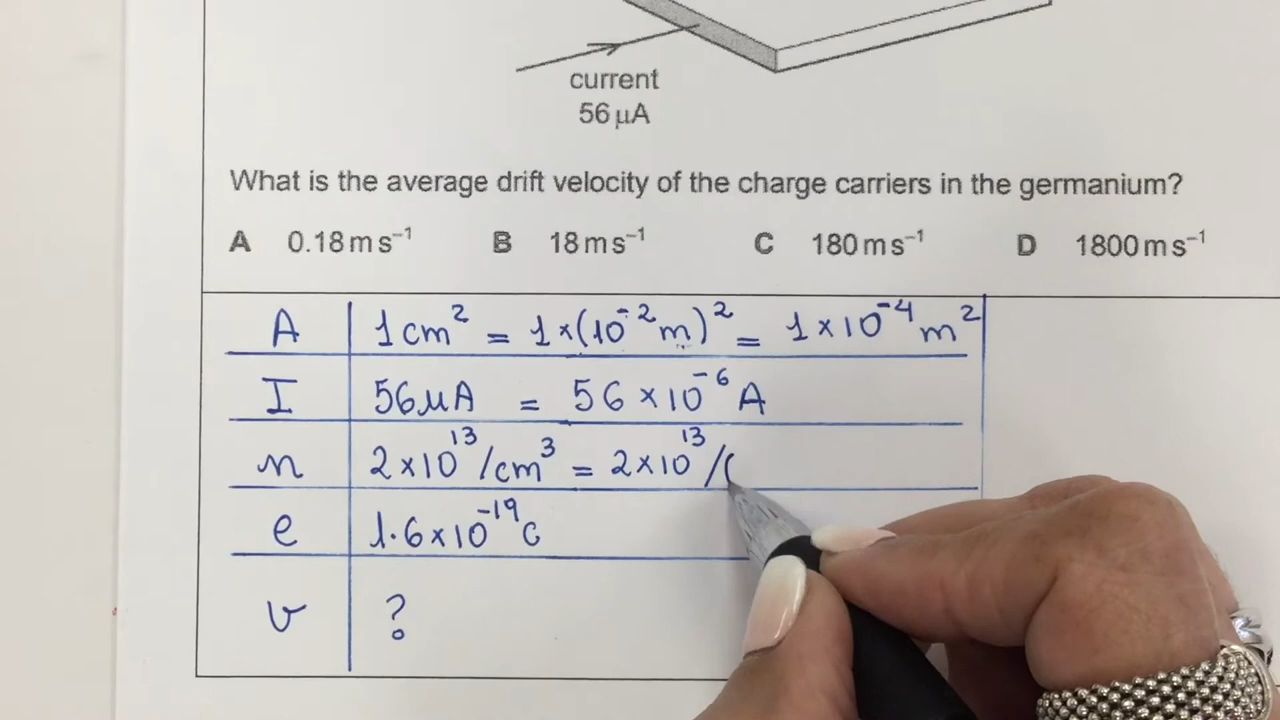 current
56 μA
What is the average drift velocity of the charge carriers in the germanium?
A 0.18 m s⁻¹ B 18 m s⁻¹ C 180 m s⁻¹ D 1800 m s⁻¹
A 1 cm² = 1×(10⁻² m)² = 1×10⁻⁴ m²
I 56μA = 56×10⁻⁶ A
n 2×10¹³/cm³ = 2×10¹³/(
e 1.6×10⁻¹⁹ C
v ?